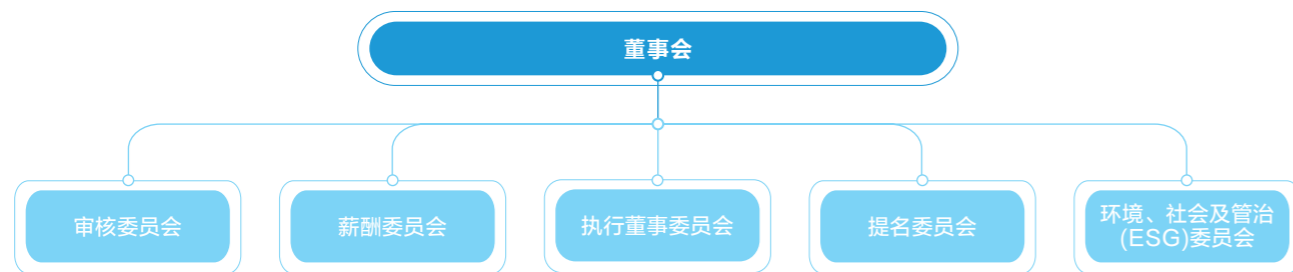 董事会
审核委员会
薪酬委员会
执行董事委员会
提名委员会
环境、社会及管治
(ESG)委员会